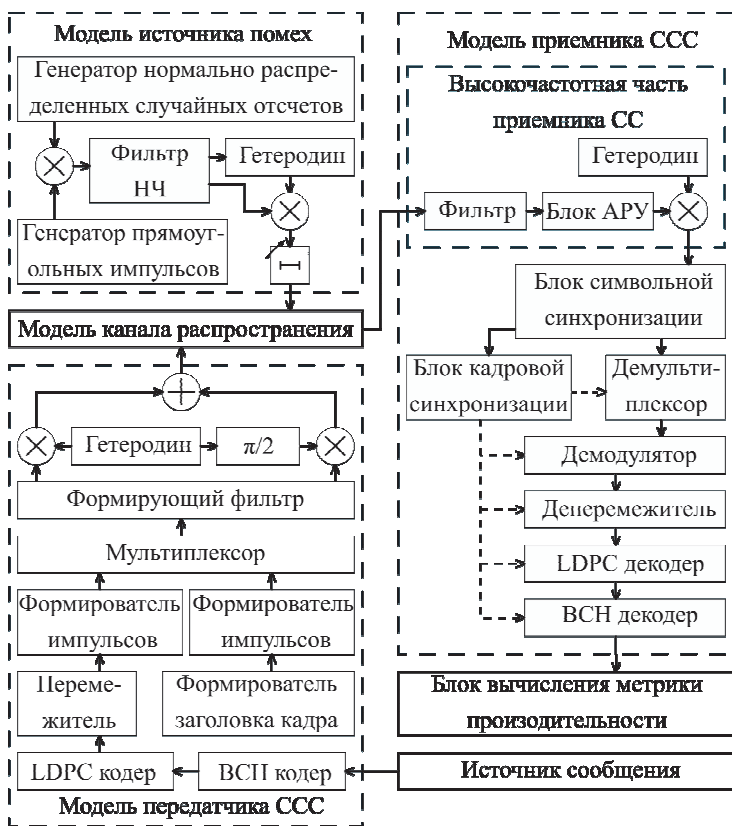 Модель источника помех
Генератор нормально распре-
деленных случайных отсчетов
Фильтр
НЧ
Гетеродин
Генератор прямоуг-
ольных импульсов
Модель канала распространения
Гетеродин
π/2
Формирующий фильтр
Мультиплексор
Формирователь
импульсов
Формирователь
импульсов
Переме-
житель
Формирователь
заголовка кадра
LDPC кодер
BCH кодер
Модель передатчика ССС
Модель приемника ССС
Высокочастотная часть
приемника СС
Гетеродин
Фильтр
Блок АРУ
Блок символьной
синхронизации
Блок кадровой
синхронизации
Демульти-
плексор
Демодулятор
Деперемежитель
LDPC декодер
BCH декодер
Блок вычисления метрики
произодительности
Источник сообщения